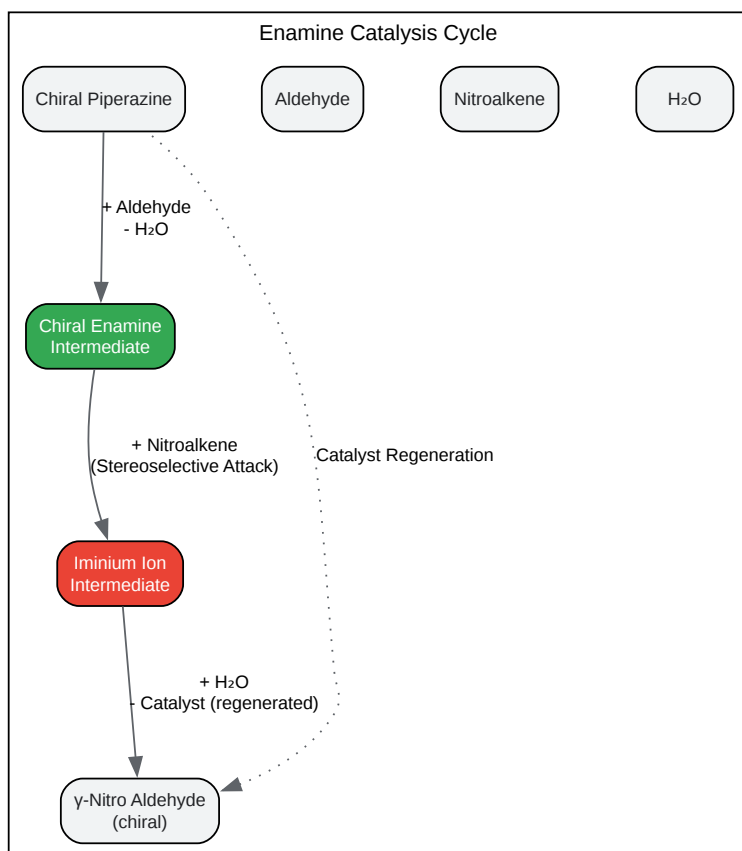 Enamine Catalysis Cycle
Chiral Piperazine
Aldehyde
Nitroalkene
H₂O
+ Aldehyde
- H₂O
Chiral Enamine
Intermediate
+ Nitroalkene
(Stereoselective Attack)
Catalyst Regeneration
Iminium Ion
Intermediate
+ H₂O
- Catalyst (regenerated)
γ-Nitro Aldehyde
(chiral)